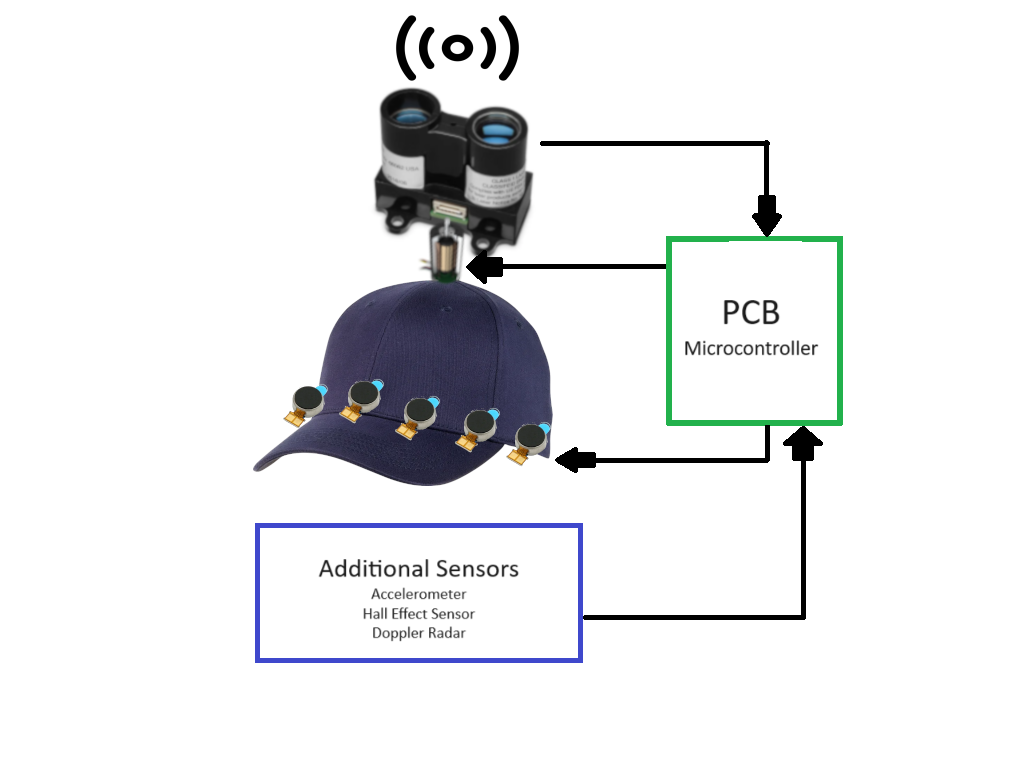 PCB
Microcontroller
Additional Sensors
Accelerometer
Hall Effect Sensor
Doppler Radar